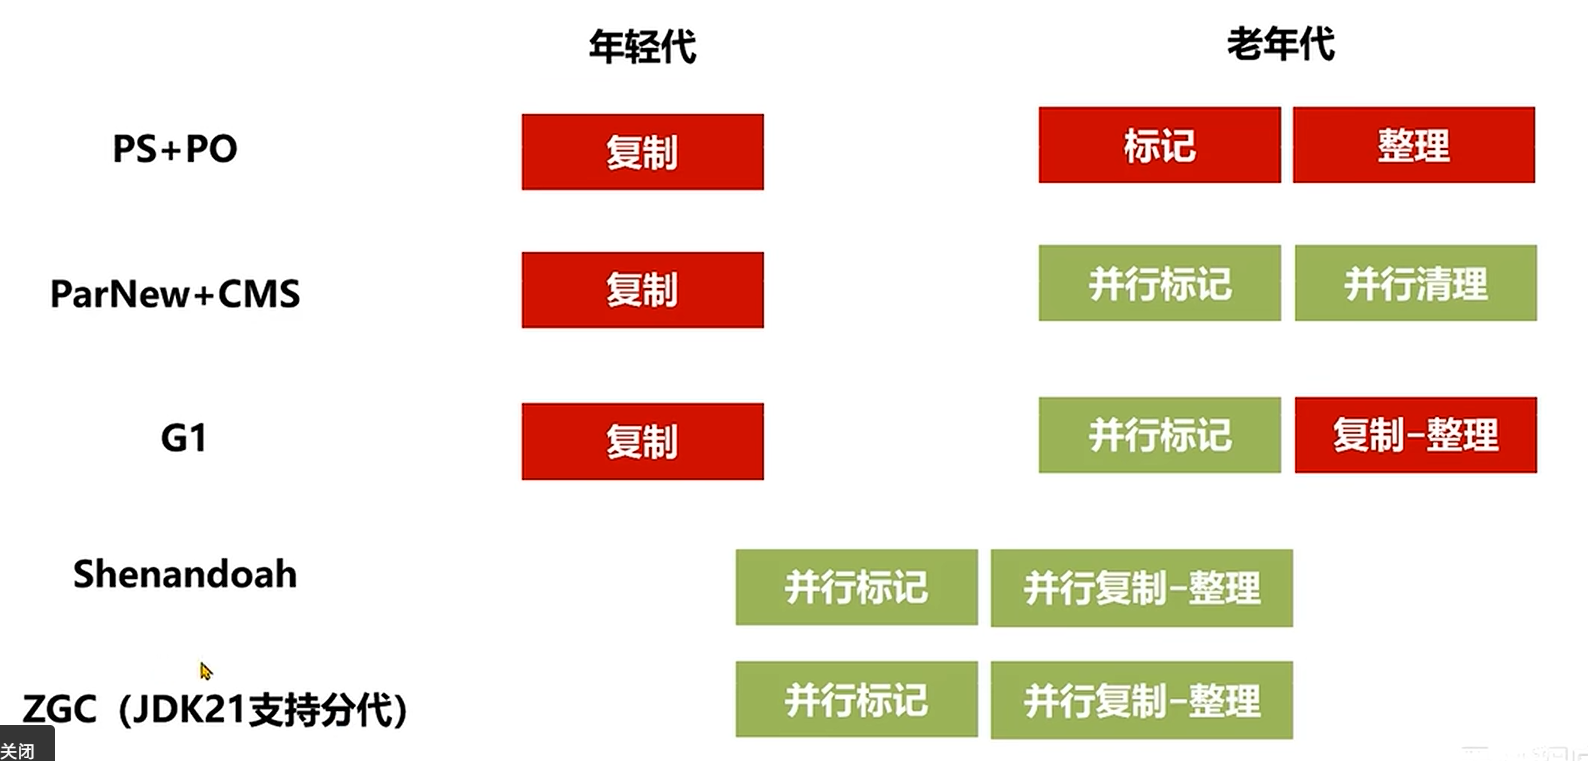 年轻代 老年代
PS+PO 复制 标记 整理
ParNew+CMS 复制 并行标记 并行清理
G1 复制 并行标记 复制-整理
Shenandoah 并行标记 并行复制-整理
ZGC（JDK21支持分代） 并行标记 并行复制-整理
关闭